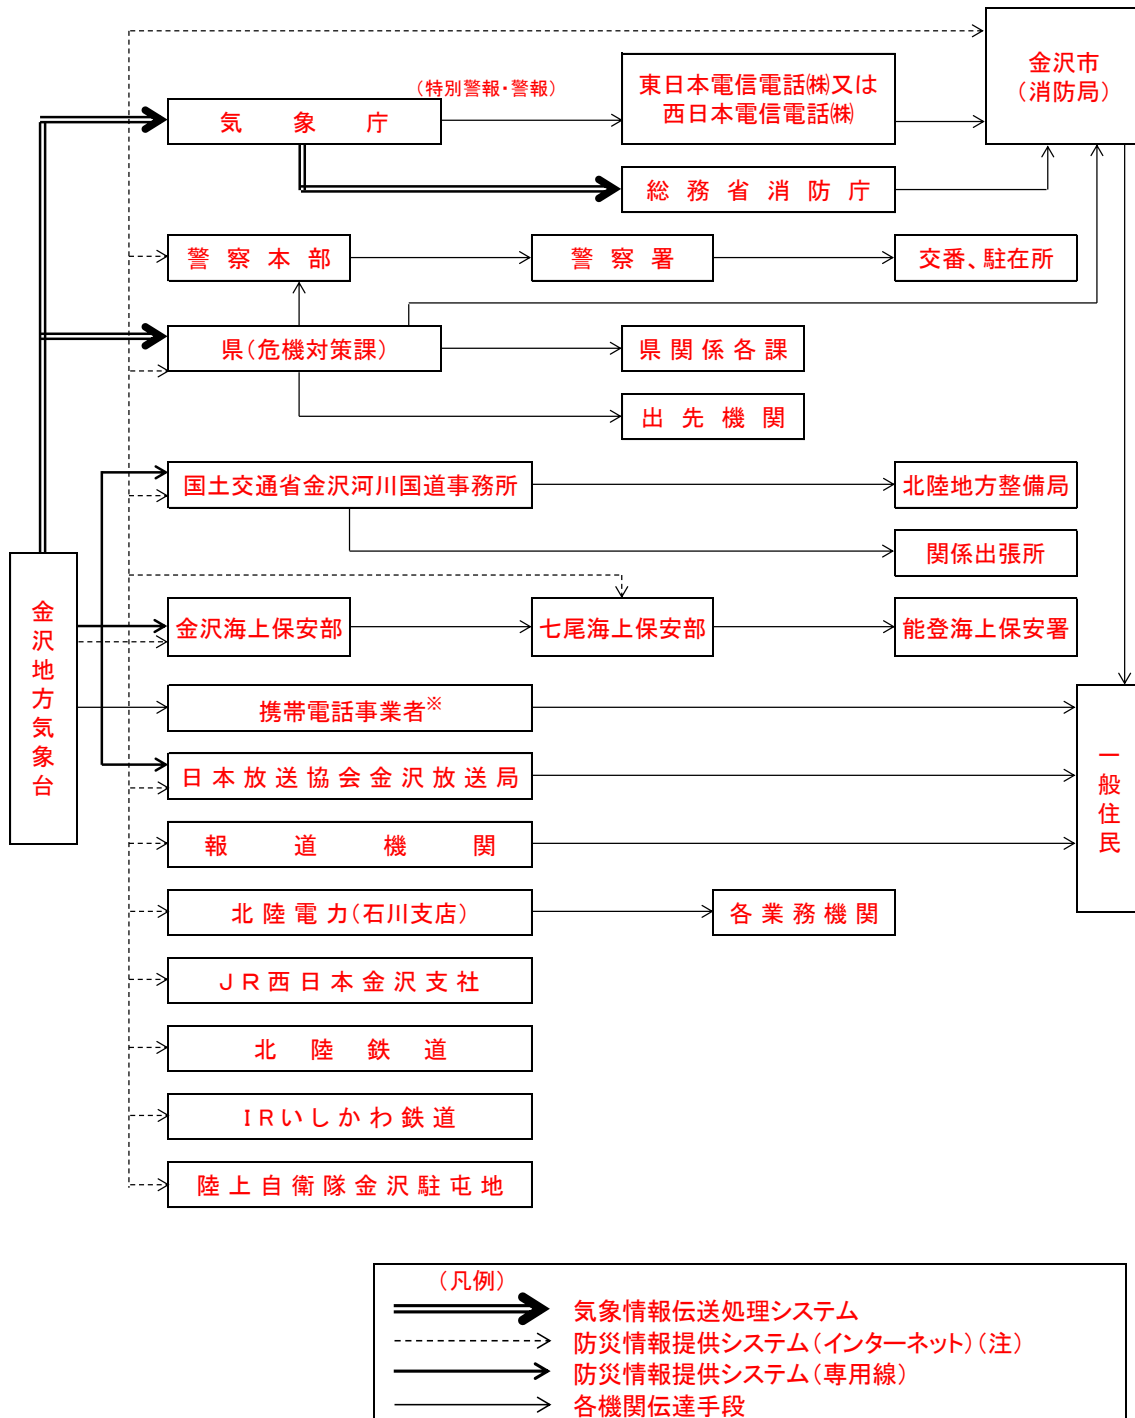 金沢市
（消防局）
（特別警報・警報）
東日本電信電話㈱又は
西日本電信電話㈱
気象庁
総務省消防庁
警察本部
警察署
交番、駐在所
県（危機対策課）
県関係各課
出先機関
国土交通省金沢河川国道事務所
北陸地方整備局
関係出張所
金沢地方気象台
金沢海上保安部
七尾海上保安部
能登海上保安署
携帯電話事業者※
日本放送協会金沢放送局
一般住民
報道機関
北陸電力（石川支店）
各業務機関
ＪＲ西日本金沢支社
北陸鉄道
ＩＲいしかわ鉄道
陸上自衛隊金沢駐屯地
（凡例）
気象情報伝送処理システム
防災情報提供システム（インターネット）（注）
防災情報提供システム（専用線）
各機関伝達手段